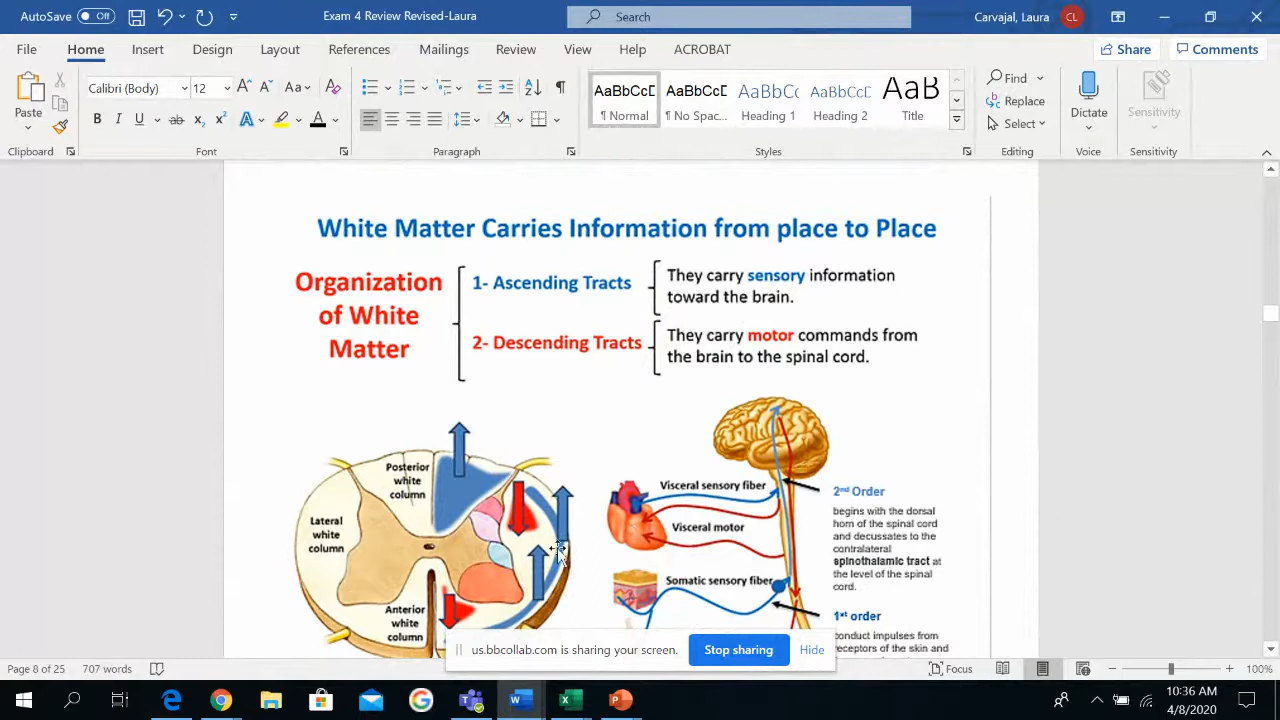 AutoSave Off Exam 4 Review Revised-Laura Search Carvajal, Laura CL
File Home Insert Design Layout References Mailings Review View Help ACROBAT Share Comments
Paste
Clipboard
Calibri (Body) 12
Font
Paragraph
AaBbCcDc AaBbCcDc AaBbCc AaBbCcD AaB
¶ Normal ¶ No Spac... Heading 1 Heading 2 Title
Styles
Find
Replace
Select
Editing
Dictate
Voice
Sensitivity
Sensitivity
White Matter Carries Information from place to Place
Organization
of White
Matter
1- Ascending Tracts
They carry sensory information
toward the brain.
2- Descending Tracts
They carry motor commands from
the brain to the spinal cord.
Posterior
white
column
Lateral
white
column
Anterior
white
column
Visceral sensory fiber
Visceral motor
Somatic sensory fiber
2nd Order
begins with the dorsal
horn of the spinal cord
and decussates to the
contralateral
spinothalamic tract at
the level of the spinal
cord.
1st order
conduct impulses from
receptors of the skin and
us.bbcollab.com is sharing your screen. Stop sharing Hide
Page 8 of 25 707 words Focus 100%
10:36 AM
4/8/2020